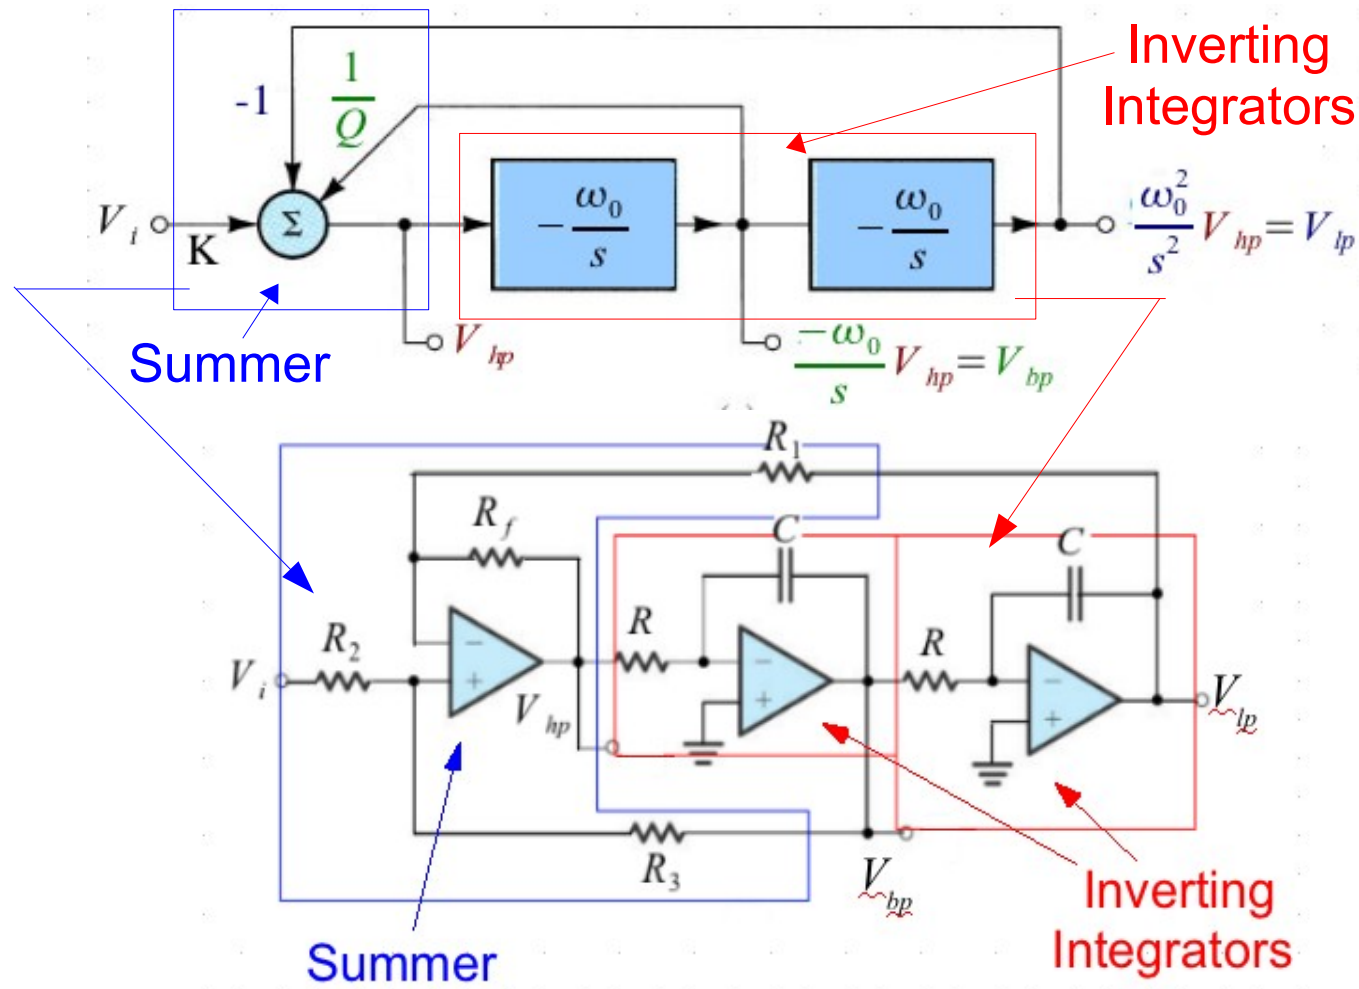 Inverting
Integrators
-1
1
Q
V i
K
Σ
− ω0
s
− ω0
s
ω0²
s² V hp = V lp
V hp
−ω0
s V hp = V bp
Summer
R1
Rf
C
C
R2
R
R
V i
−
+
−
+
−
+
V hp
V lp
R3
V bp
Inverting
Integrators
Summer